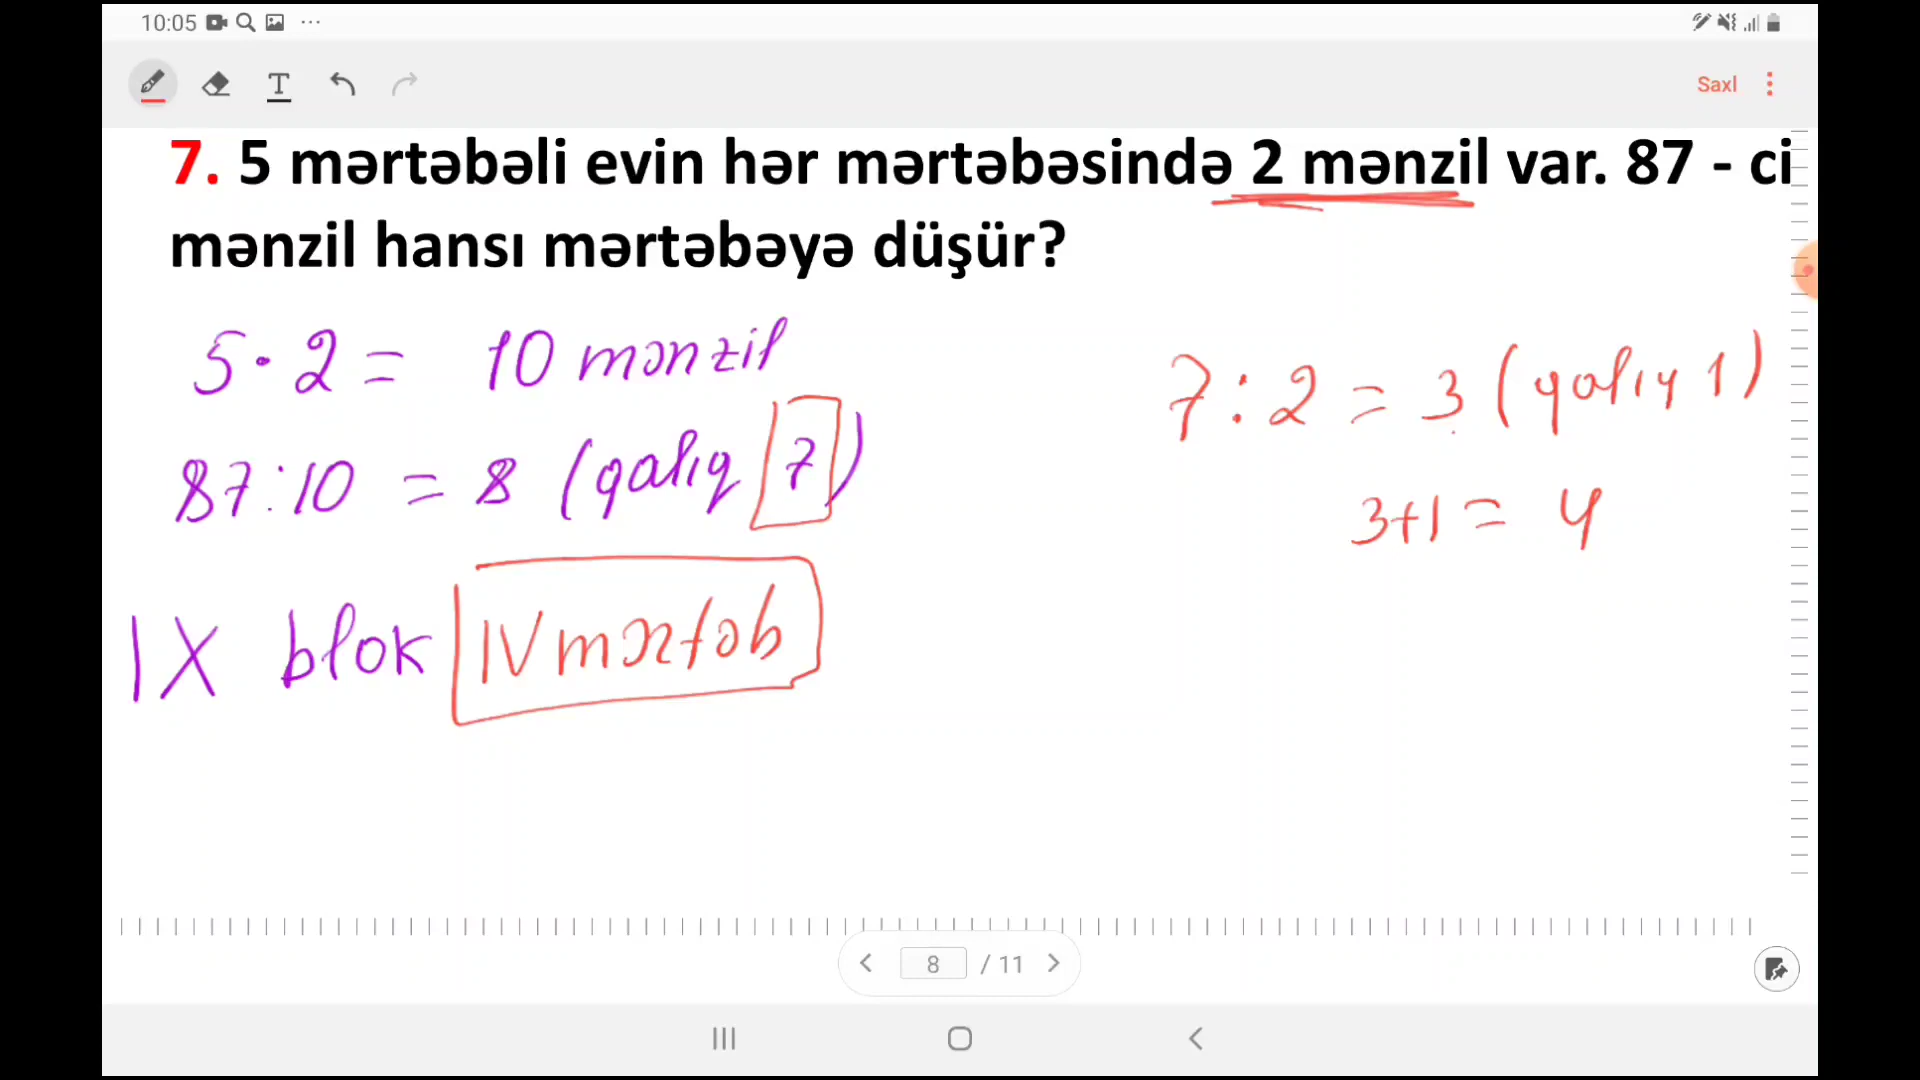 10:05
Saxl
7. 5 mərtəbəli evin hər mərtəbəsində 2 mənzil var. 87 - ci
mənzil hansı mərtəbəyə düşür?
5 · 2 = 10 mənzil
87:10 = 8 (qalıq 7)
IX blok IV mərtəb
7 : 2 = 3 (qalıq 1)
3+1 = 4
8 / 11